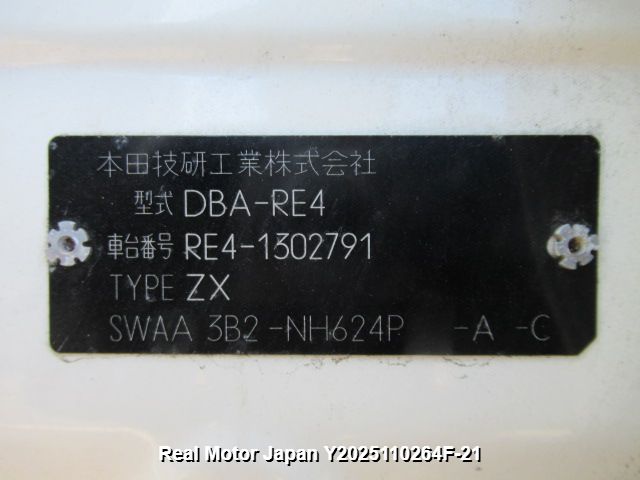 本田技研工業株式会社
型式 DBA-RE4
車台番号 RE4-1302791
TYPE ZX
SWAA 3B2 -NH624P -A -C
Real Motor Japan Y2025110264F-21